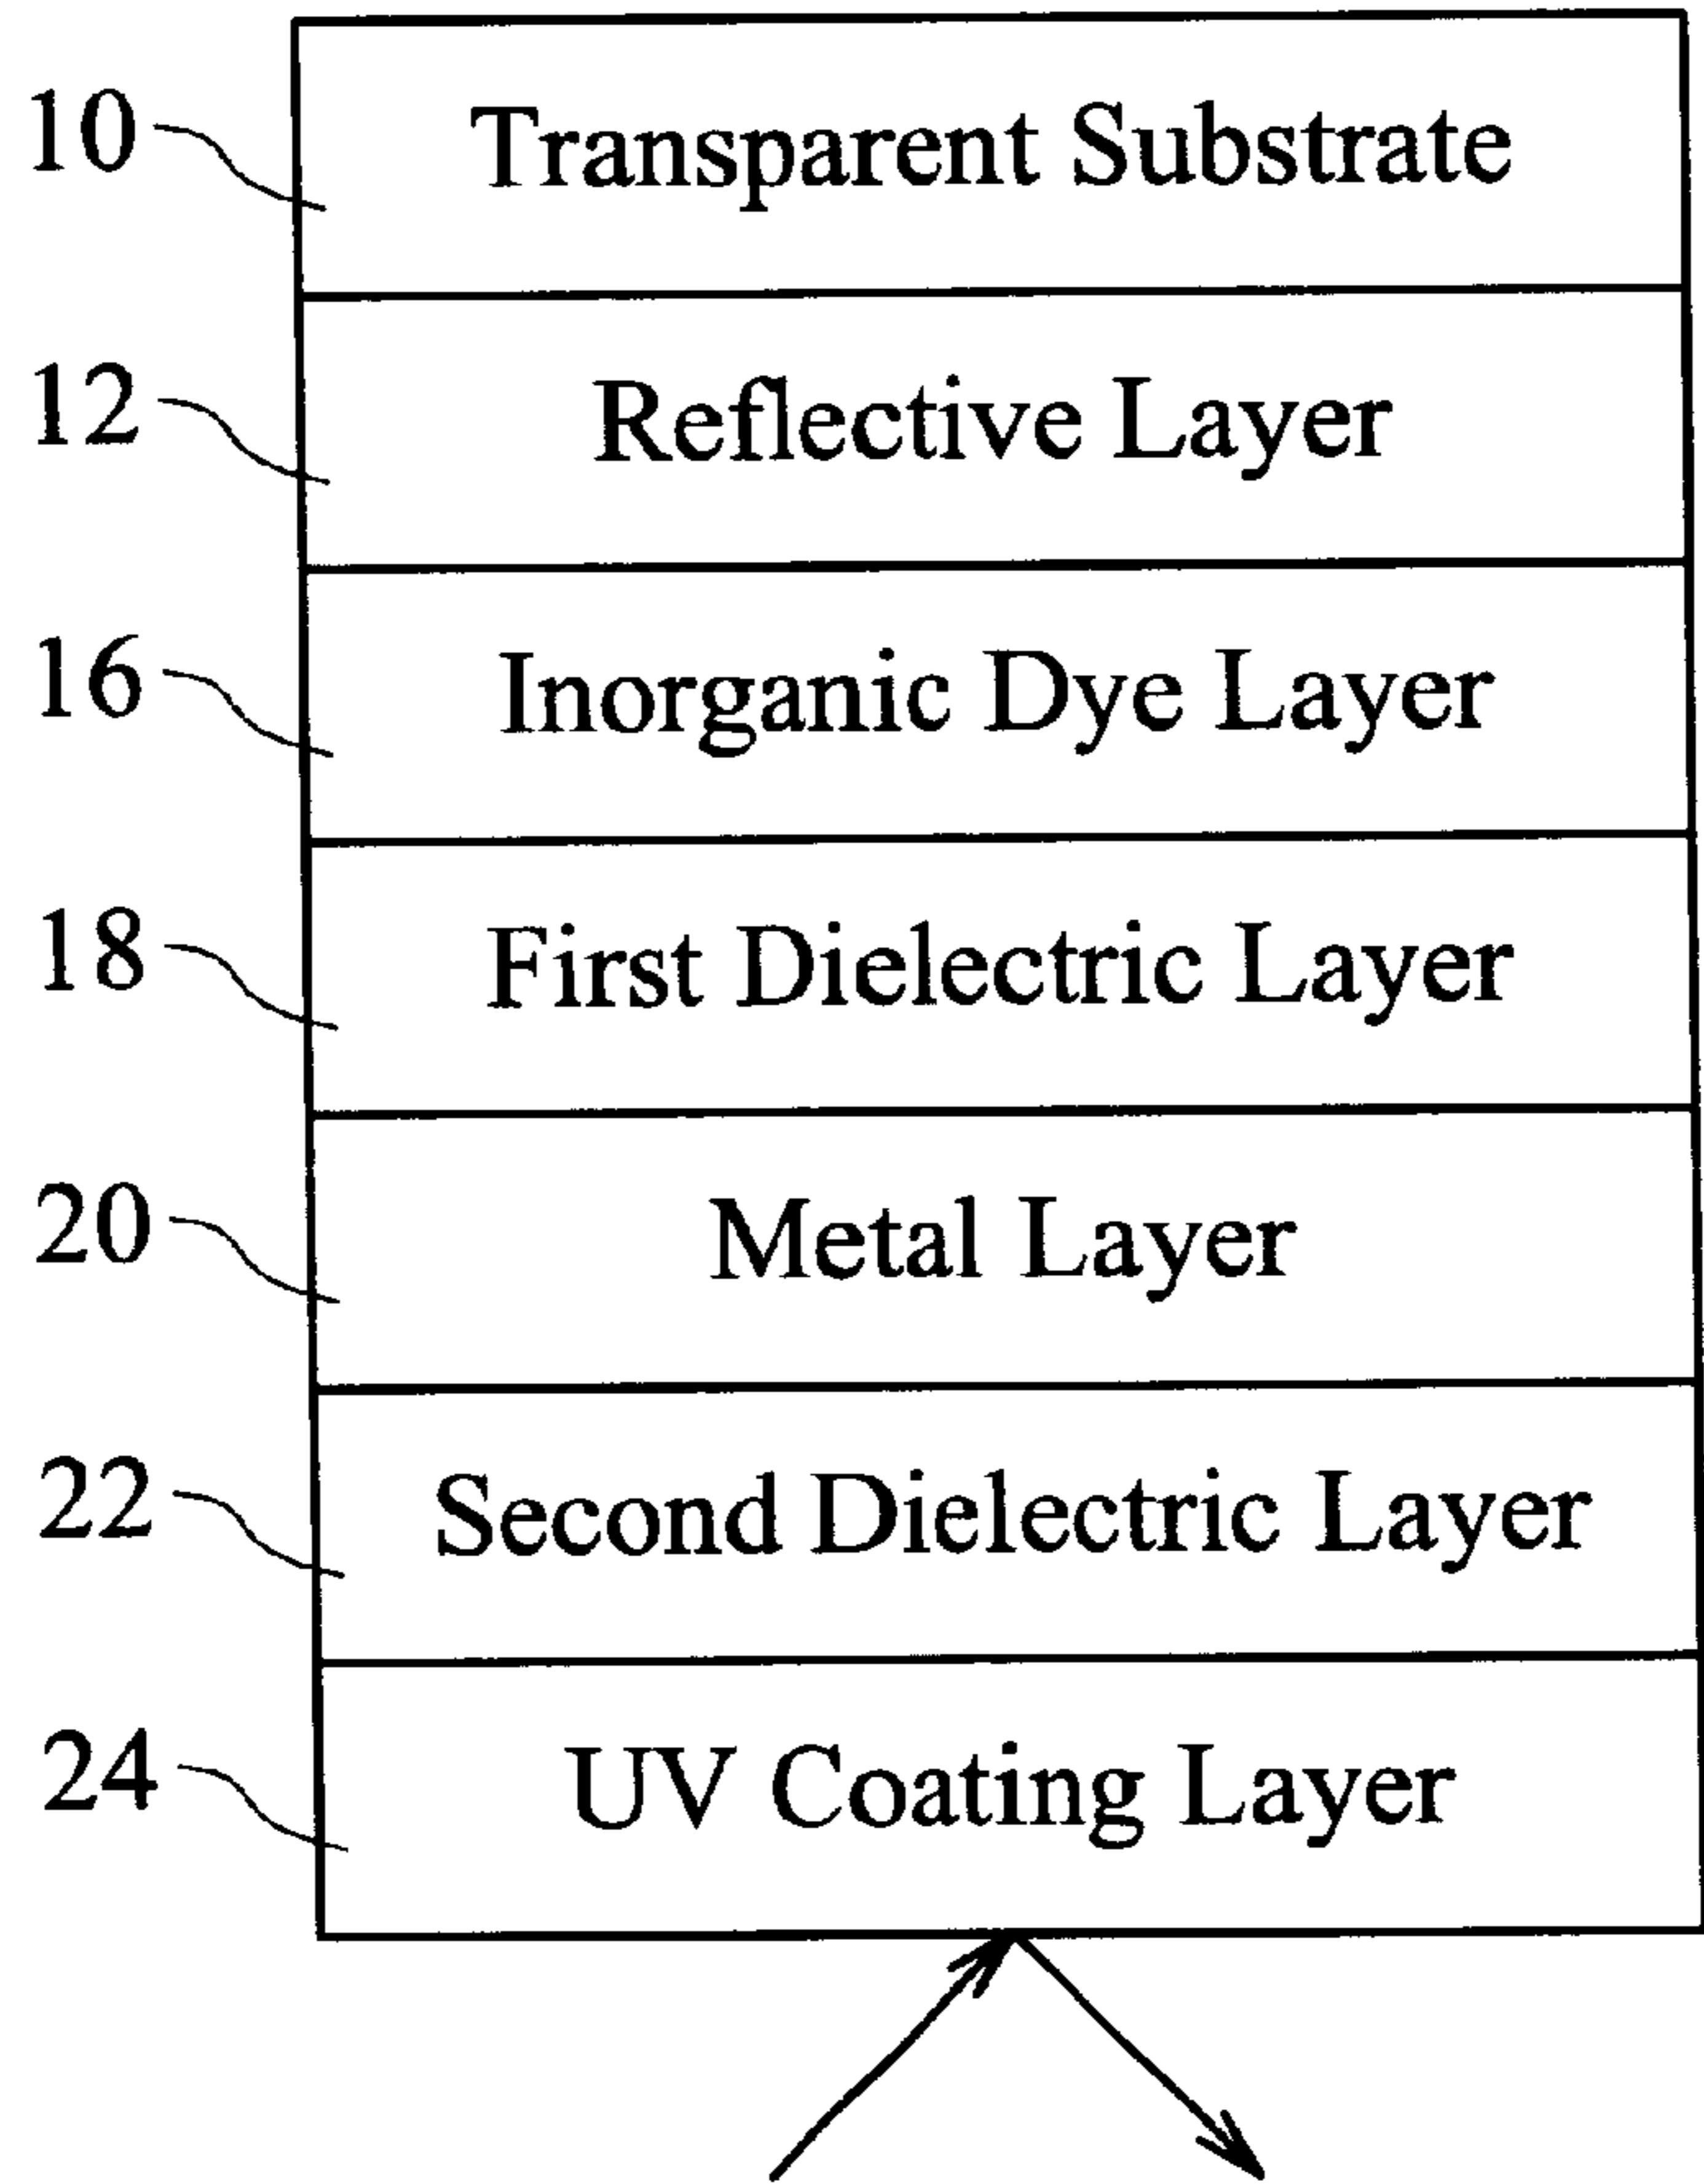 10 Transparent Substrate
12 Reflective Layer
16 Inorganic Dye Layer
18 First Dielectric Layer
20 Metal Layer
22 Second Dielectric Layer
24 UV Coating Layer